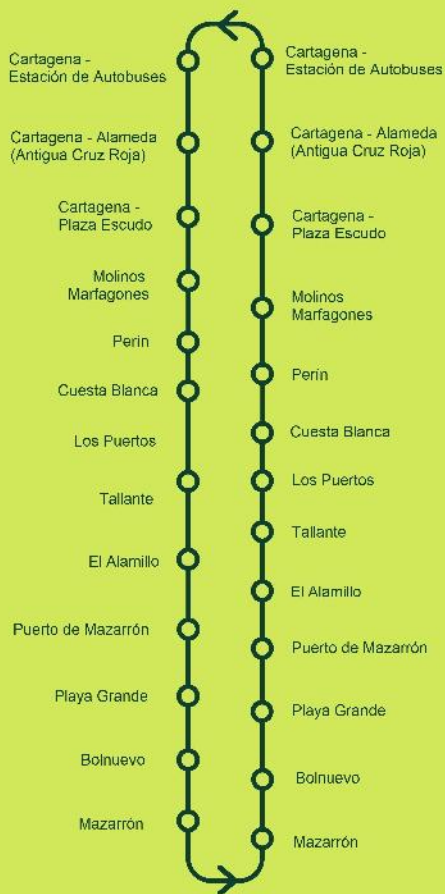 Cartagena -
Estación de Autobuses
Cartagena - Alameda
(Antigua Cruz Roja)
Cartagena -
Plaza Escudo
Molinos
Marfagones
Perin
Cuesta Blanca
Los Puertos
Tallante
El Alamillo
Puerto de Mazarrón
Playa Grande
Bolnuevo
Mazarrón
Cartagena -
Estación de Autobuses
Cartagena - Alameda
(Antigua Cruz Roja)
Cartagena -
Plaza Escudo
Molinos
Marfagones
Perín
Cuesta Blanca
Los Puertos
Tallante
El Alamillo
Puerto de Mazarrón
Playa Grande
Bolnuevo
Mazarrón